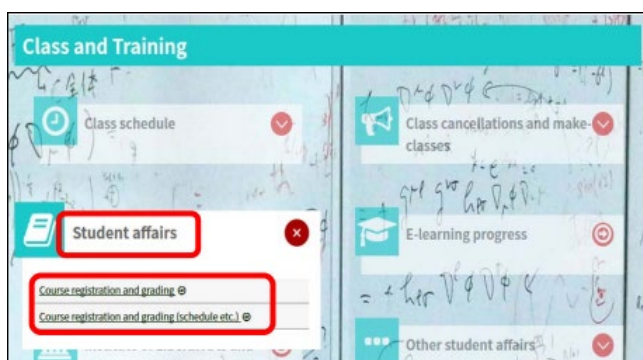 Class and Training
Class schedule
Class cancellations and make-
classes
Student affairs
E-learning progress
Course registration and grading
Course registration and grading (schedule etc.)
Other student affairs